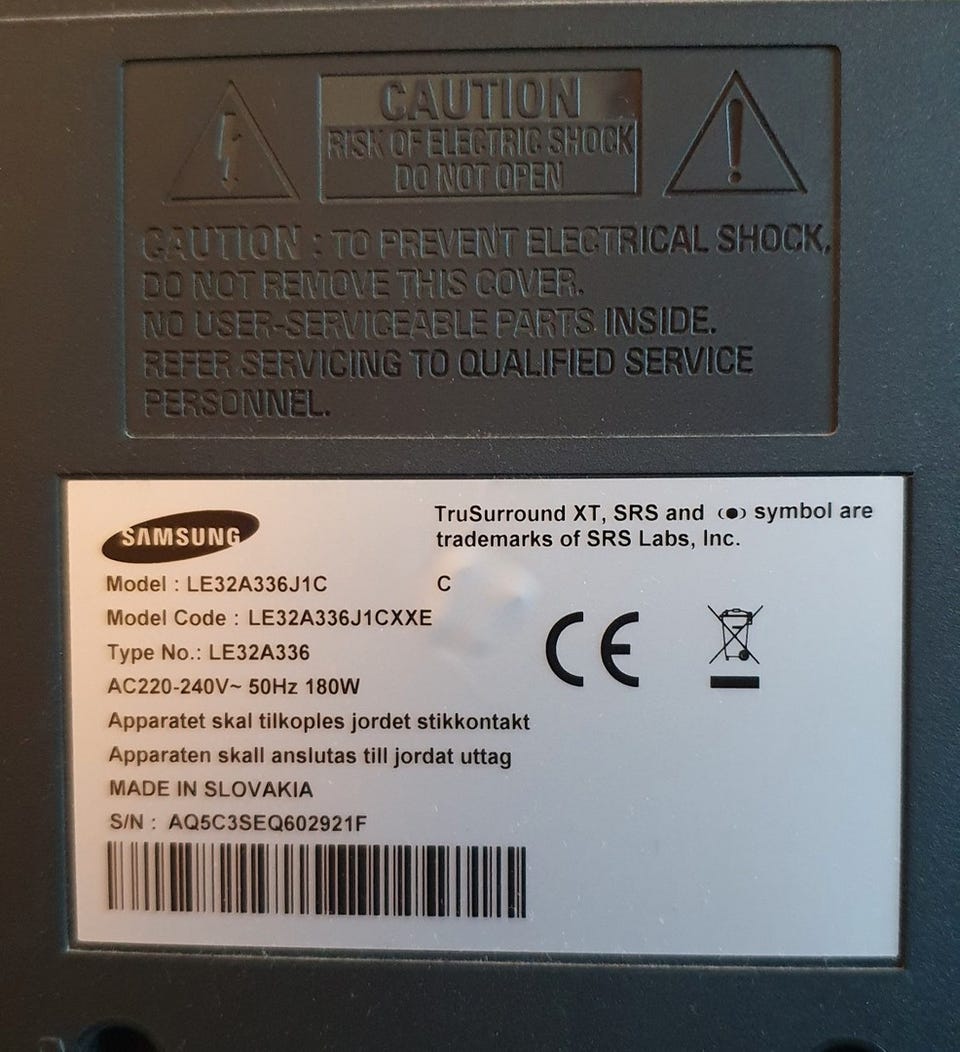 CAUTION
RISK OF ELECTRIC SHOCK
DO NOT OPEN
CAUTION : TO PREVENT ELECTRICAL SHOCK,
DO NOT REMOVE THIS COVER.
NO USER-SERVICEABLE PARTS INSIDE.
REFER SERVICING TO QUALIFIED SERVICE
PERSONNEL.
SAMSUNG
TruSurround XT, SRS and (●) symbol are
trademarks of SRS Labs, Inc.
Model : LE32A336J1C C
Model Code : LE32A336J1CXXE
Type No.: LE32A336
AC220-240V~ 50Hz 180W
Apparatet skal tilkoples jordet stikkontakt
Apparaten skall anslutas till jordat uttag
MADE IN SLOVAKIA
S/N : AQ5C3SEQ602921F
CE